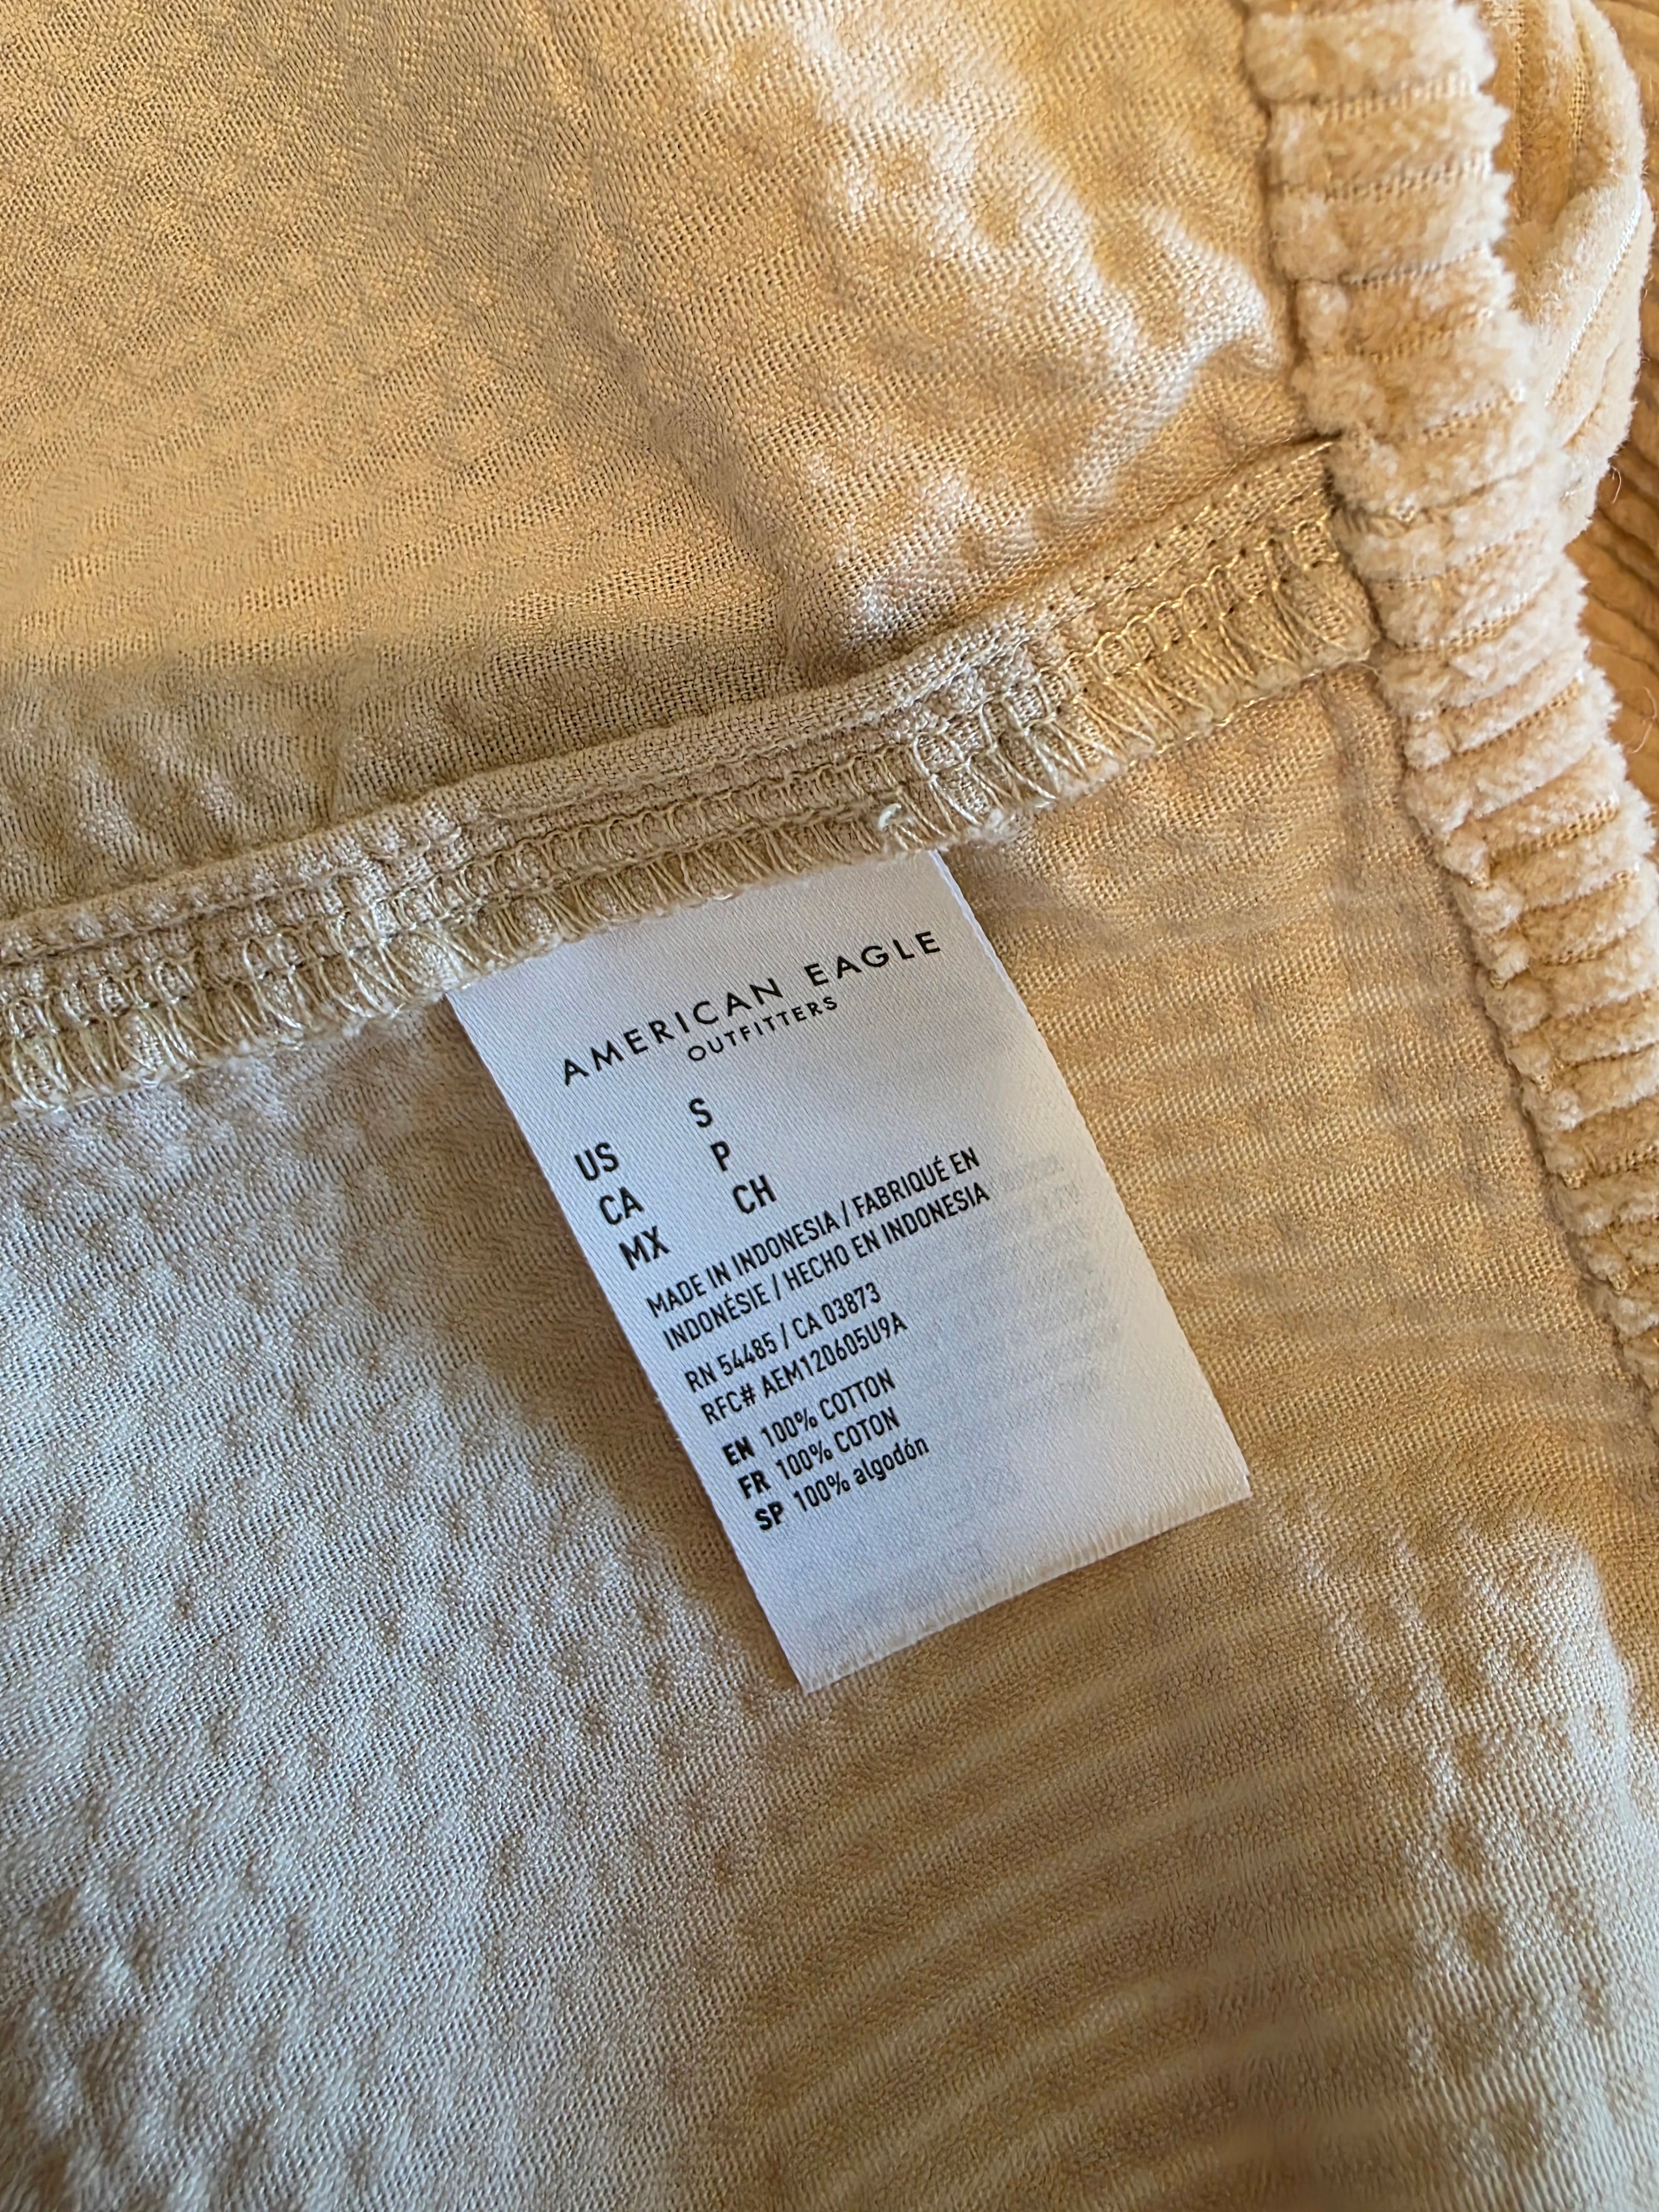 AMERICAN EAGLE
OUTFITTERS
US S
CA P
MX CH
MADE IN INDONESIA / FABRIQUÉ EN
INDONÉSIE / HECHO EN INDONESIA
RN 54485 / CA 03873
RFC# AEM120605U9A
EN 100% COTTON
FR 100% COTON
SP 100% algodón